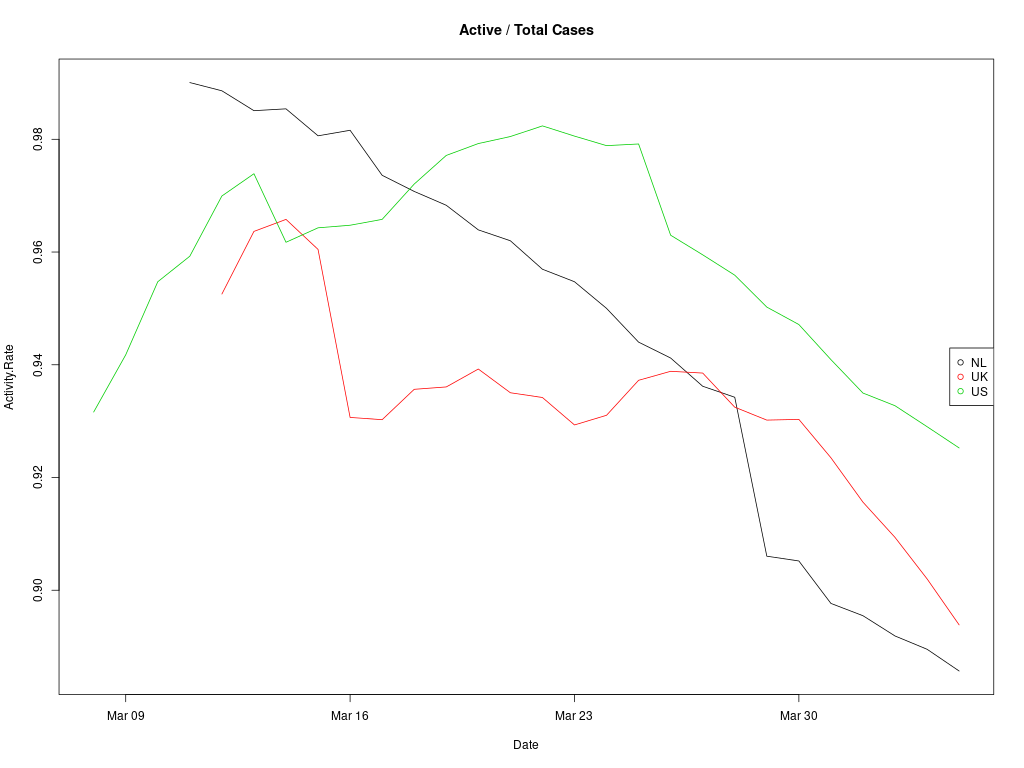 Active / Total Cases
Activity.Rate
0.98
0.96
0.94
0.92
0.90
NL
UK
US
Mar 09
Mar 16
Mar 23
Mar 30
Date